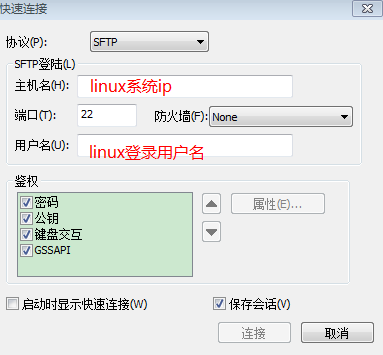 快速连接
协议(P): SFTP
SFTP登陆(L)
主机名(H): linux系统ip
端口(T): 22 防火墙(F): None
用户名(U): linux登录用户名
鉴权
密码
公钥 属性(E)...
键盘交互
GSSAPI
启动时显示快速连接(W) 保存会话(V)
连接 取消